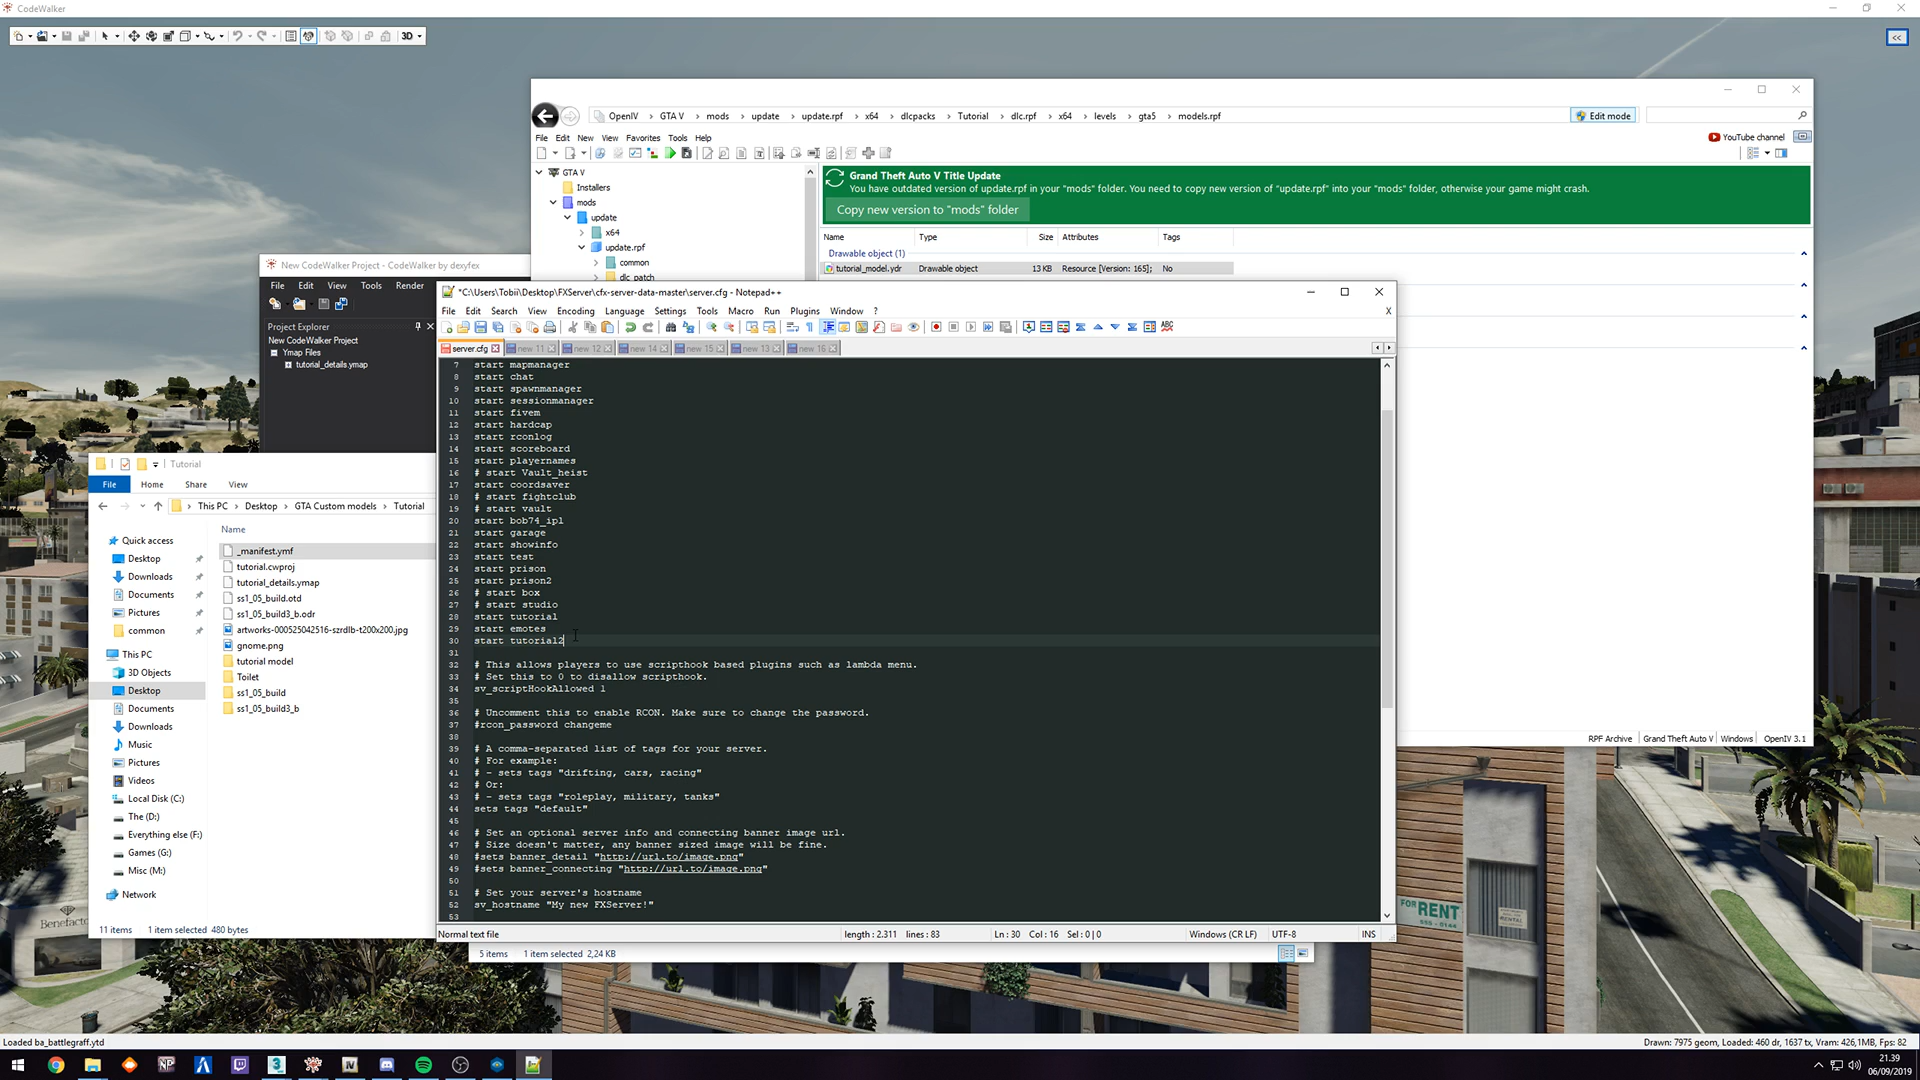 CodeWalker
3D
<<
OpenIV > GTA V > mods > update > update.rpf > x64 > dlcpacks > Tutorial > dlc.rpf > x64 > levels > gta5 > models.rpf
Edit mode
File Edit New View Favorites Tools Help
YouTube channel
GTA V
Installers
mods
update
x64
update.rpf
common
dlc_patch
Grand Theft Auto V Title Update
You have outdated version of update.rpf in your "mods" folder. You need to copy new version of "update.rpf" into your "mods" folder, otherwise your game might crash.
Copy new version to "mods" folder
Name Type Size Attributes Tags
Drawable object (1)
tutorial_model.ydr Drawable object 13 KB Resource [Version: 165]; No
RPF Archive Grand Theft Auto V Windows OpenIV 3.1
New CodeWalker Project - CodeWalker by dexyfex
File Edit View Tools Render
Project Explorer
New CodeWalker Project
Ymap Files
tutorial_details.ymap
*C:\Users\Tobii\Desktop\FXServer\cfx-server-data-master\server.cfg - Notepad++
File Edit Search View Encoding Language Settings Tools Macro Run Plugins Window ?
X
server.cfg new 11 new 12 new 14 new 15 new 13 new 16
7 start mapmanager
8 start chat
9 start spawnmanager
10 start sessionmanager
11 start fivem
12 start hardcap
13 start rconlog
14 start scoreboard
15 start playernames
16 # start Vault_heist
17 start coordsaver
18 # start fightclub
19 # start vault
20 start bob74_ipl
21 start garage
22 start showinfo
23 start test
24 start prison
25 start prison2
26 # start box
27 # start studio
28 start tutorial
29 start emotes
30 start tutorial2
31
32 # This allows players to use scripthook based plugins such as lambda menu.
33 # Set this to 0 to disallow scripthook.
34 sv_scriptHookAllowed 1
35
36 # Uncomment this to enable RCON. Make sure to change the password.
37 #rcon_password changeme
38
39 # A comma-separated list of tags for your server.
40 # For example:
41 # - sets tags "drifting, cars, racing"
42 # Or:
43 # - sets tags "roleplay, military, tanks"
44 sets tags "default"
45
46 # Set an optional server info and connecting banner image url.
47 # Size doesn't matter, any banner sized image will be fine.
48 #sets banner_detail "http://url.to/image.png"
49 #sets banner_connecting "http://url.to/image.png"
50
51 # Set your server's hostname
52 sv_hostname "My new FXServer!"
53
Normal text file length : 2.311 lines : 83 Ln : 30 Col : 16 Sel : 0 | 0 Windows (CR LF) UTF-8 INS
5 items 1 item selected 2,24 KB
Tutorial
File Home Share View
This PC > Desktop > GTA Custom models > Tutorial
Name
Quick access
Desktop
Downloads
Documents
Pictures
common
This PC
3D Objects
Desktop
Documents
Downloads
Music
Pictures
Videos
Local Disk (C:)
The (D:)
Everything else (F:)
Games (G:)
Misc (M:)
Network
_manifest.ymf
tutorial.cwproj
tutorial_details.ymap
ss1_05_build.otd
ss1_05_build3_b.odr
artworks-000525042516-szrdlb-t200x200.jpg
gnome.png
tutorial model
Toilet
ss1_05_build
ss1_05_build3_b
11 items 1 item selected 480 bytes
Benefacto
FOR RENT
555-0144
RENTAL
Loaded ba_battlegraff.ytd
Drawn: 7975 geom, Loaded: 460 dr, 1637 tx, Vram: 426,1MB, Fps: 82
21.39
06/09/2019